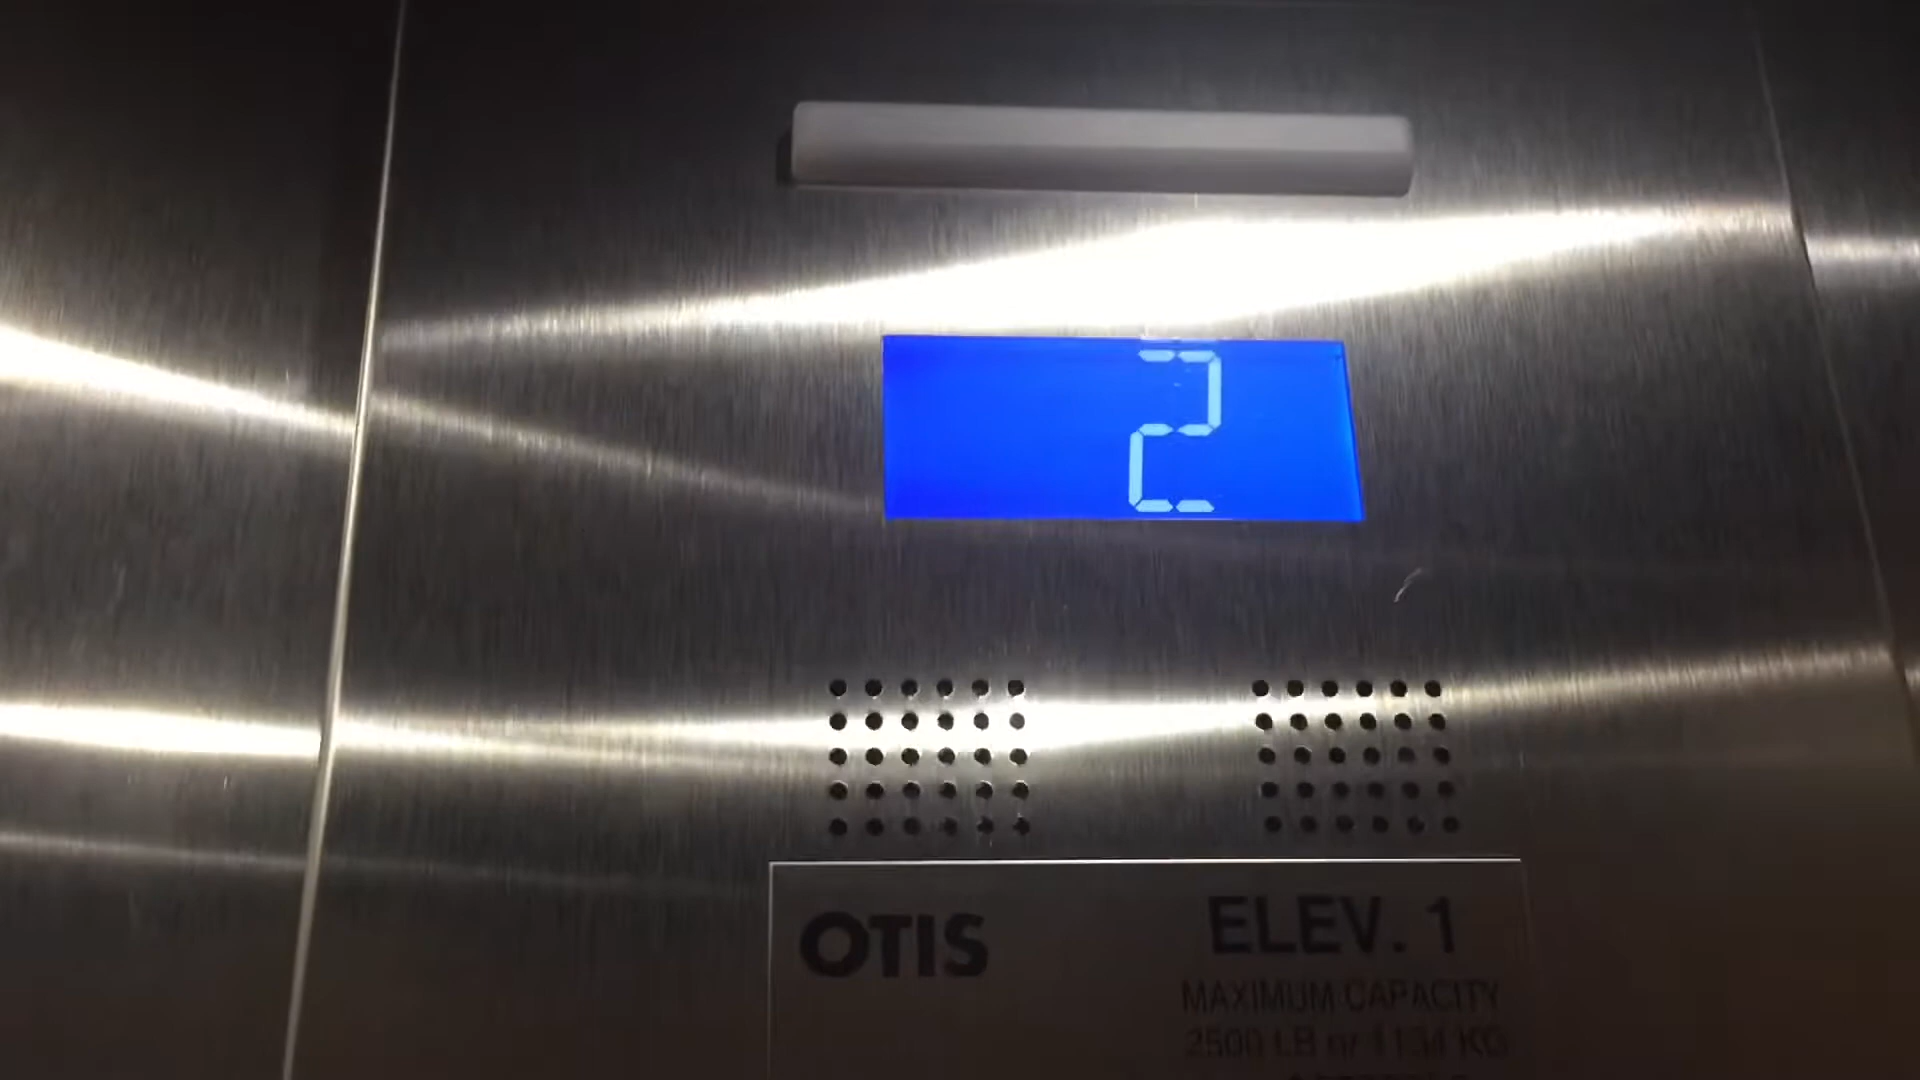 2
OTIS
ELEV. 1
MAXIMUM CAPACITY
2500 LB or 1134 KG